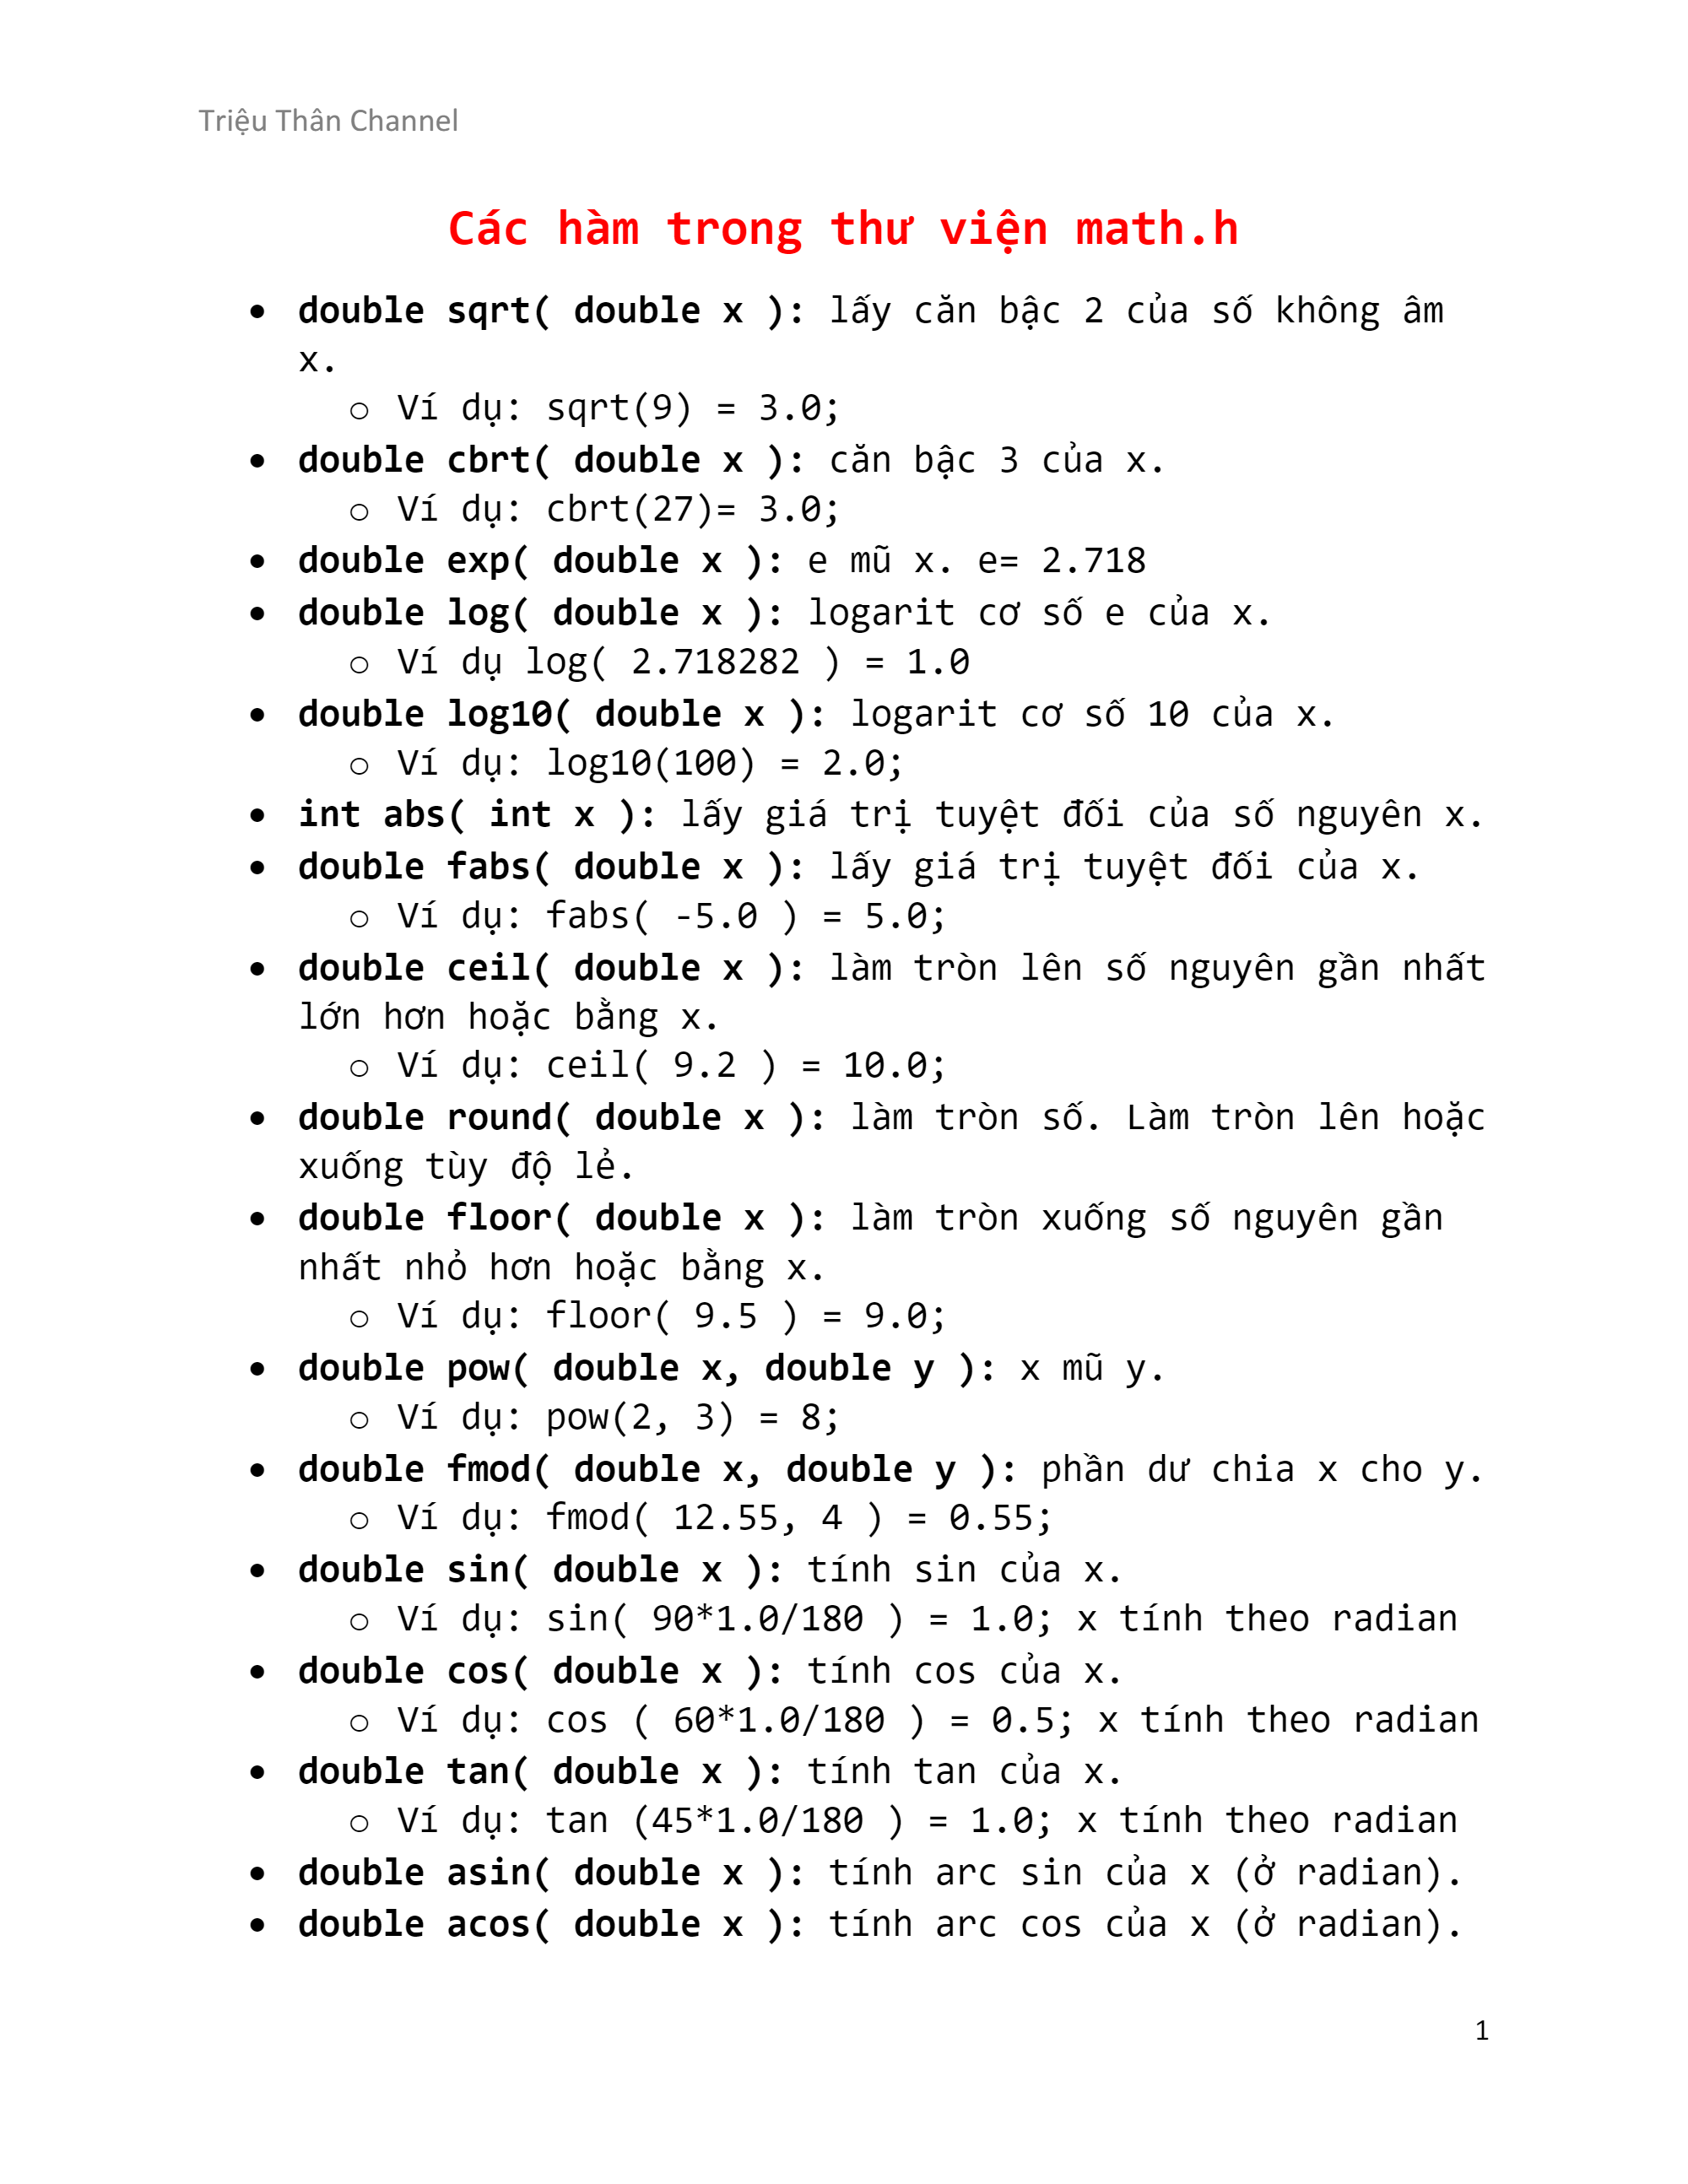 Triệu Thân Channel
Các hàm trong thư viện math.h
• double sqrt( double x ): lấy căn bậc 2 của số không âm
x.
o Ví dụ: sqrt(9) = 3.0;
• double cbrt( double x ): căn bậc 3 của x.
o Ví dụ: cbrt(27)= 3.0;
• double exp( double x ): e mũ x. e= 2.718
• double log( double x ): logarit cơ số e của x.
o Ví dụ log( 2.718282 ) = 1.0
• double log10( double x ): logarit cơ số 10 của x.
o Ví dụ: log10(100) = 2.0;
• int abs( int x ): lấy giá trị tuyệt đối của số nguyên x.
• double fabs( double x ): lấy giá trị tuyệt đối của x.
o Ví dụ: fabs( -5.0 ) = 5.0;
• double ceil( double x ): làm tròn lên số nguyên gần nhất
lớn hơn hoặc bằng x.
o Ví dụ: ceil( 9.2 ) = 10.0;
• double round( double x ): làm tròn số. Làm tròn lên hoặc
xuống tùy độ lẻ.
• double floor( double x ): làm tròn xuống số nguyên gần
nhất nhỏ hơn hoặc bằng x.
o Ví dụ: floor( 9.5 ) = 9.0;
• double pow( double x, double y ): x mũ y.
o Ví dụ: pow(2, 3) = 8;
• double fmod( double x, double y ): phần dư chia x cho y.
o Ví dụ: fmod( 12.55, 4 ) = 0.55;
• double sin( double x ): tính sin của x.
o Ví dụ: sin( 90*1.0/180 ) = 1.0; x tính theo radian
• double cos( double x ): tính cos của x.
o Ví dụ: cos ( 60*1.0/180 ) = 0.5; x tính theo radian
• double tan( double x ): tính tan của x.
o Ví dụ: tan (45*1.0/180 ) = 1.0; x tính theo radian
• double asin( double x ): tính arc sin của x (ở radian).
• double acos( double x ): tính arc cos của x (ở radian).
1